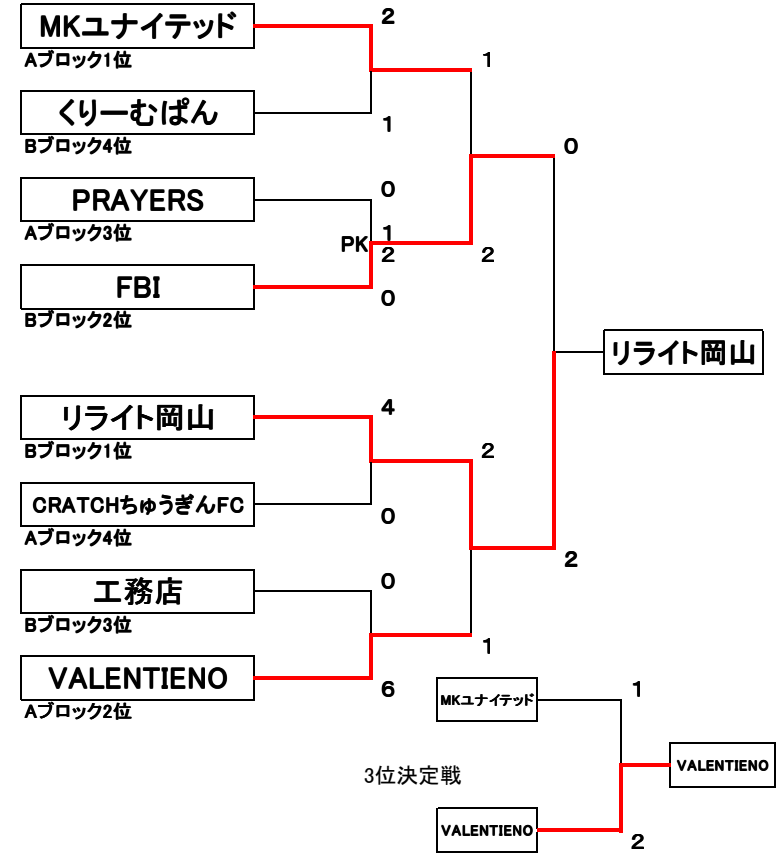 MKユナイテッド
2
Aブロック1位
1
くりーむぱん
1
Bブロック4位
0
PRAYERS
0
Aブロック3位
1
PK
2
2
FBI
0
Bブロック2位
リライト岡山
リライト岡山
4
Bブロック1位
2
CRATCHちゅうぎんFC
0
Aブロック4位
2
工務店
0
Bブロック3位
1
VALENTIENO
6
Aブロック2位
MKユナイテッド
1
3位決定戦
VALENTIENO
VALENTIENO
2